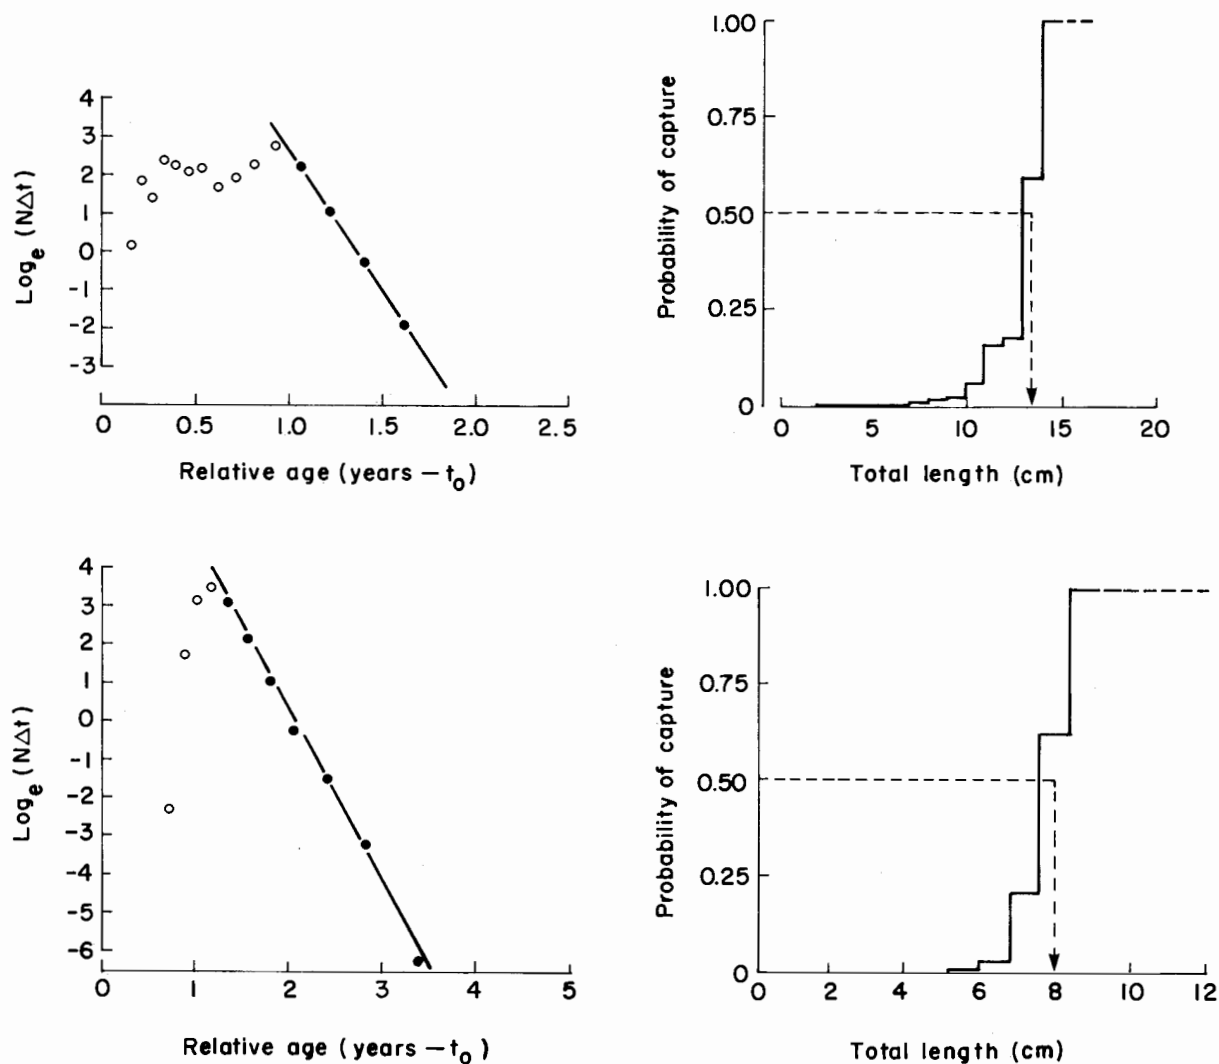 4
3
2
1
0
-1
-2
-3
Log_e (NΔt)
0 0.5 1.0 1.5 2.0 2.5
Relative age (years – t_o)
1.00
0.75
0.50
0.25
0
Probability of capture
0 5 10 15 20
Total length (cm)
4
3
2
1
0
-1
-2
-3
-4
-5
-6
Log_e (NΔt)
0 1 2 3 4 5
Relative age (years – t_o)
1.00
0.75
0.50
0.25
0
Probability of capture
0 2 4 6 8 10 12
Total length (cm)